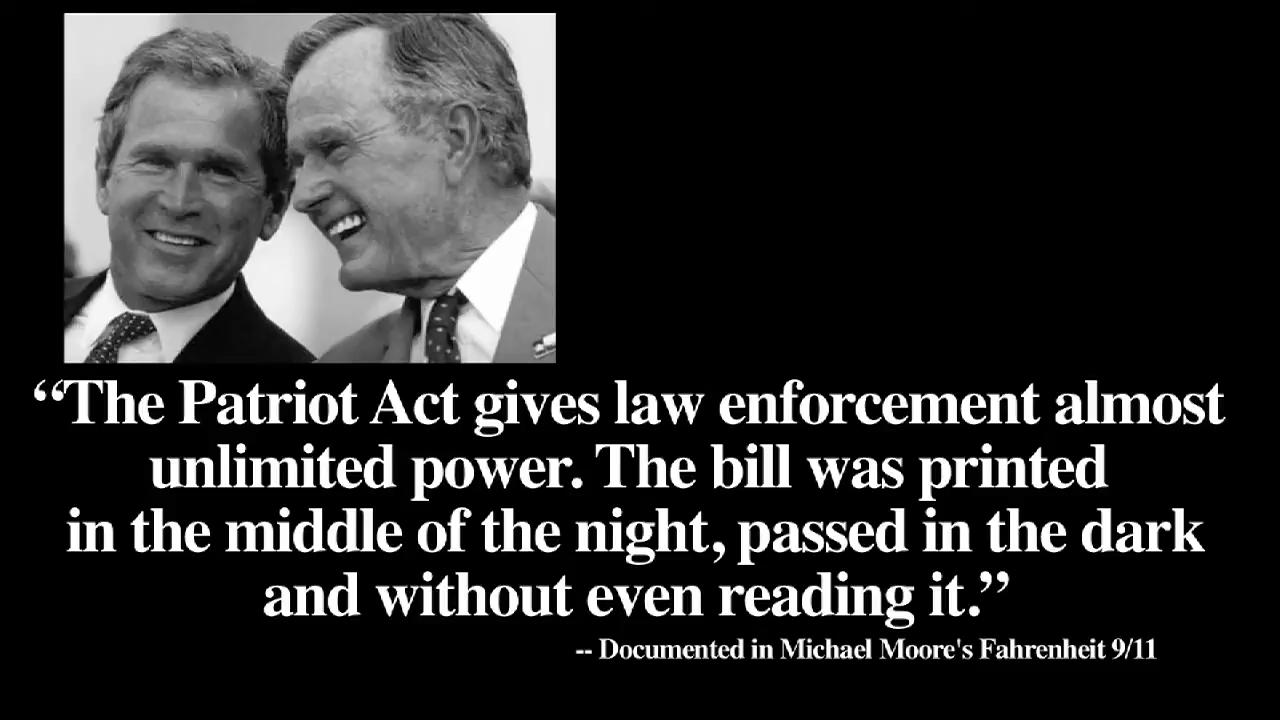 “The Patriot Act gives law enforcement almost
unlimited power. The bill was printed
in the middle of the night, passed in the dark
and without even reading it.”
-- Documented in Michael Moore's Fahrenheit 9/11